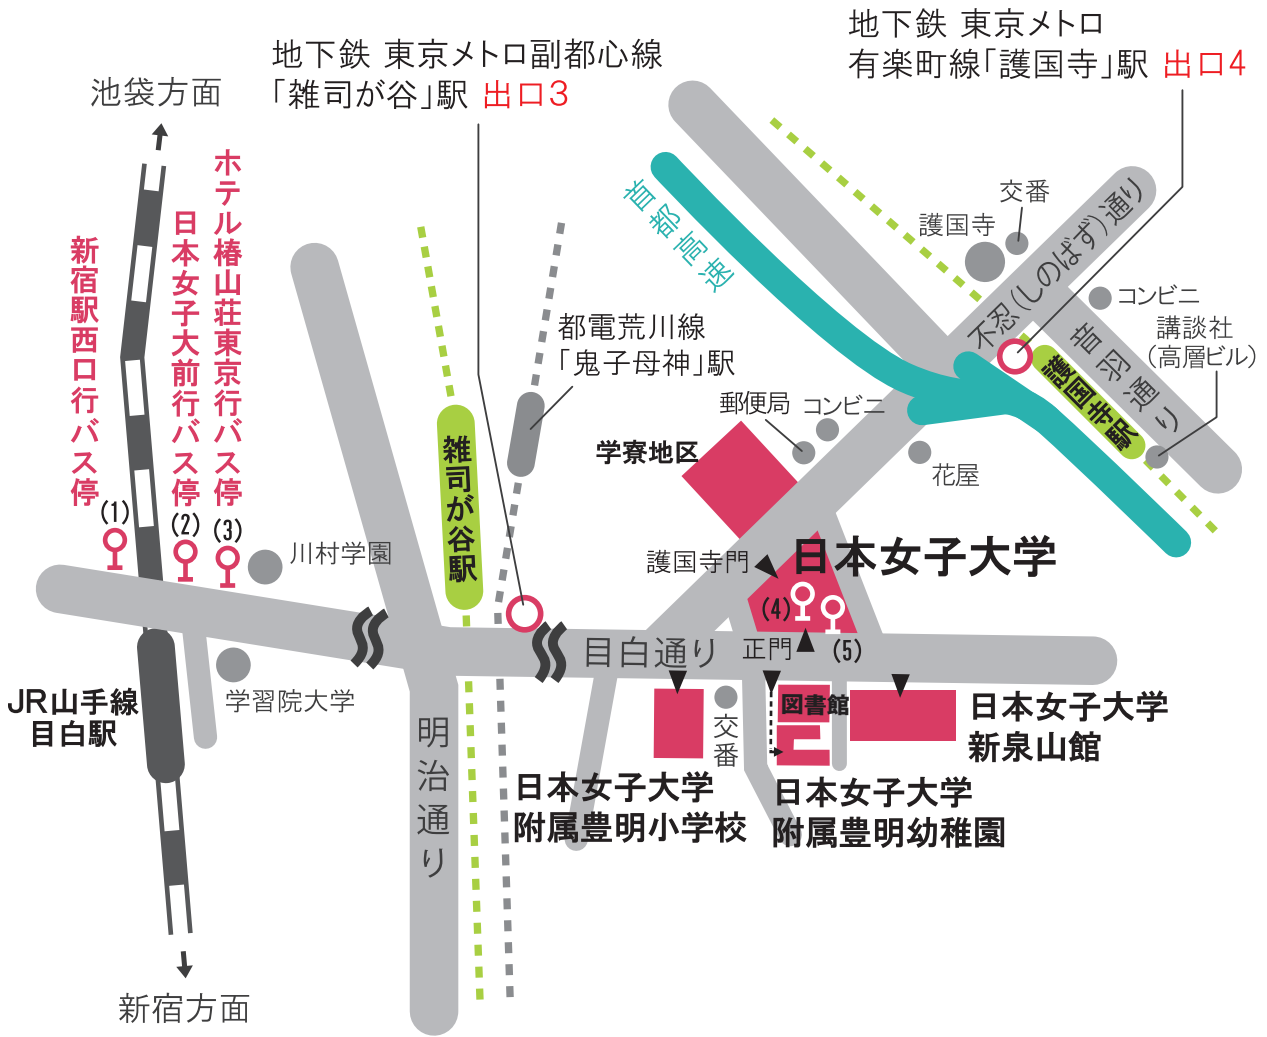 地下鉄 東京メトロ副都心線
「雑司が谷」駅 出口3
地下鉄 東京メトロ
有楽町線「護国寺」駅 出口4
池袋方面
新宿駅西口行バス停
日本女子大前行バス停
ホテル椿山荘東京行バス停
(1)
(2)
(3)
川村学園
学習院大学
JR山手線
目白駅
新宿方面
雑司が谷駅
都電荒川線
「鬼子母神」駅
明治通り
目白通り
首都高速
不忍(しのばず)通り
音羽通り
護国寺
交番
コンビニ
講談社
(高層ビル)
護国寺駅
郵便局
コンビニ
花屋
学寮地区
護国寺門
日本女子大学
(4)
(5)
正門
交番
図書館
日本女子大学
新泉山館
日本女子大学
附属豊明小学校
日本女子大学
附属豊明幼稚園